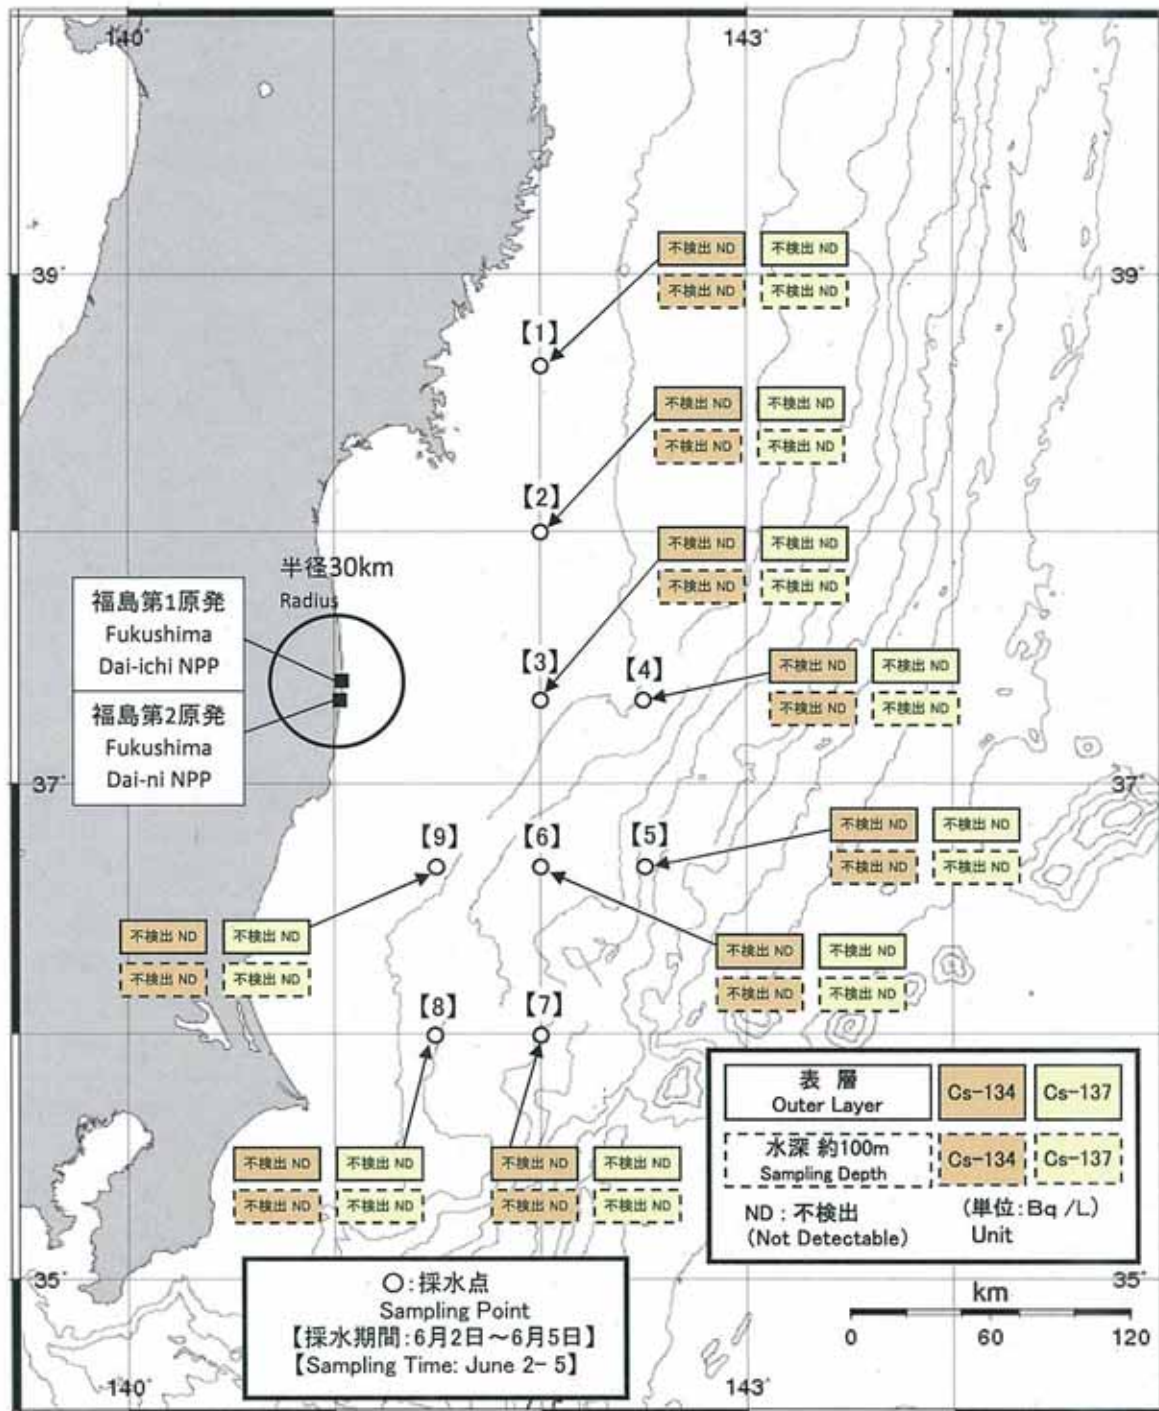 140°
143°
不検出 ND
不検出 ND
39°
39°
不検出 ND
不検出 ND
【1】
不検出 ND
不検出 ND
不検出 ND
不検出 ND
【2】
不検出 ND
不検出 ND
不検出 ND
不検出 ND
半径30km
Radius
福島第1原発
Fukushima
Dai-ichi NPP
福島第2原発
Fukushima
Dai-ni NPP
【3】
【4】
不検出 ND
不検出 ND
不検出 ND
不検出 ND
37°
37°
【9】
【6】
【5】
不検出 ND
不検出 ND
不検出 ND
不検出 ND
不検出 ND
不検出 ND
不検出 ND
不検出 ND
不検出 ND
不検出 ND
不検出 ND
不検出 ND
【8】
【7】
不検出 ND
不検出 ND
不検出 ND
不検出 ND
不検出 ND
不検出 ND
不検出 ND
不検出 ND
表 層
Outer Layer
Cs-134
Cs-137
水深 約100m
Sampling Depth
Cs-134
Cs-137
ND : 不検出
(Not Detectable)
(単位:Bq /L)
Unit
35°
35°
○:採水点
Sampling Point
【採水期間:6月2日~6月5日】
【Sampling Time: June 2- 5】
km
0
60
120
140°
143°